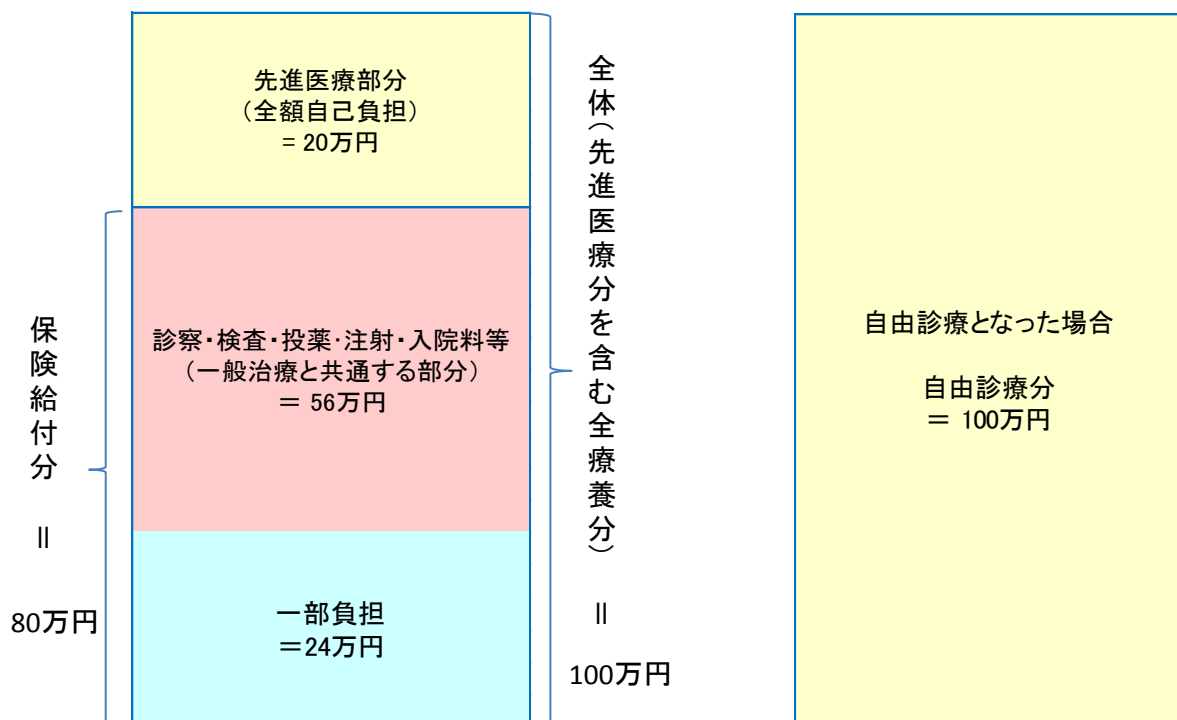 先進医療部分
（全額自己負担）
= 20万円
診察・検査・投薬・注射・入院料等
（一般治療と共通する部分）
＝ 56万円
一部負担
＝24万円
保険給付分 ＝
80万円
全体（先進医療分を含む全療養分） ＝
100万円
自由診療となった場合
自由診療分
＝ 100万円